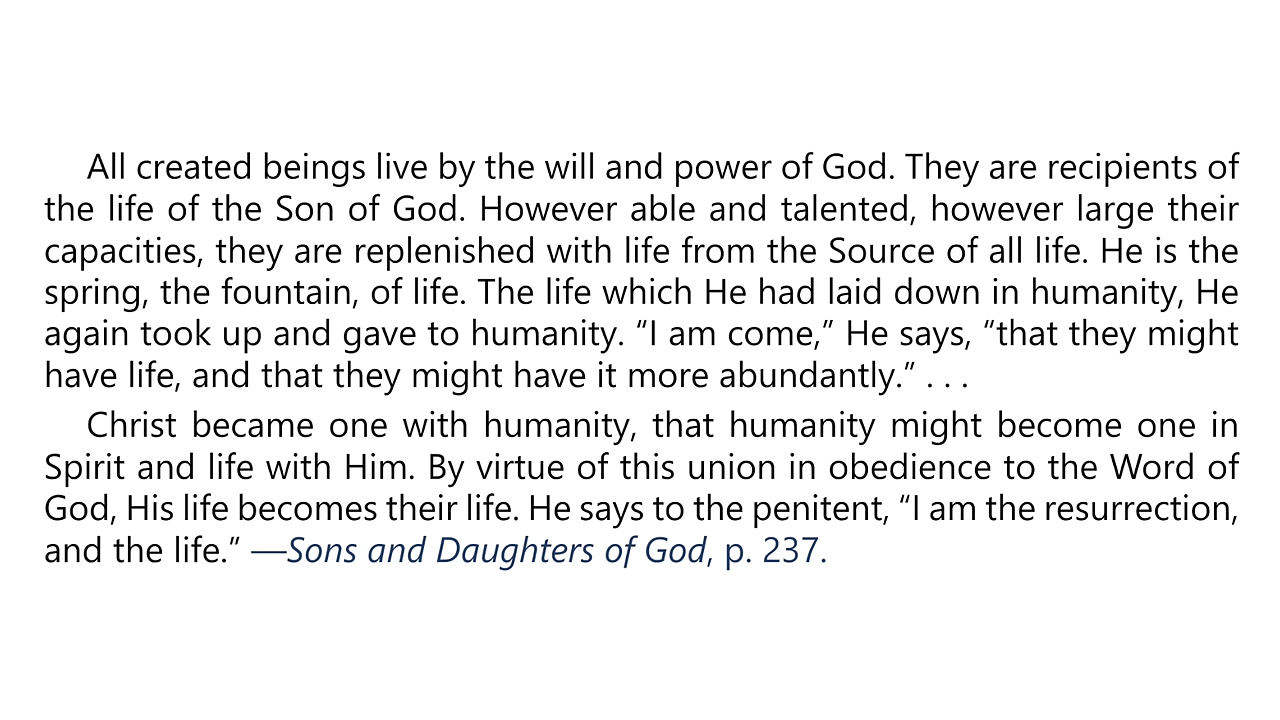 All created beings live by the will and power of God. They are recipients of
the life of the Son of God. However able and talented, however large their
capacities, they are replenished with life from the Source of all life. He is the
spring, the fountain, of life. The life which He had laid down in humanity, He
again took up and gave to humanity. “I am come,” He says, “that they might
have life, and that they might have it more abundantly.” . . .
Christ became one with humanity, that humanity might become one in
Spirit and life with Him. By virtue of this union in obedience to the Word of
God, His life becomes their life. He says to the penitent, “I am the resurrection,
and the life.” —Sons and Daughters of God, p. 237.